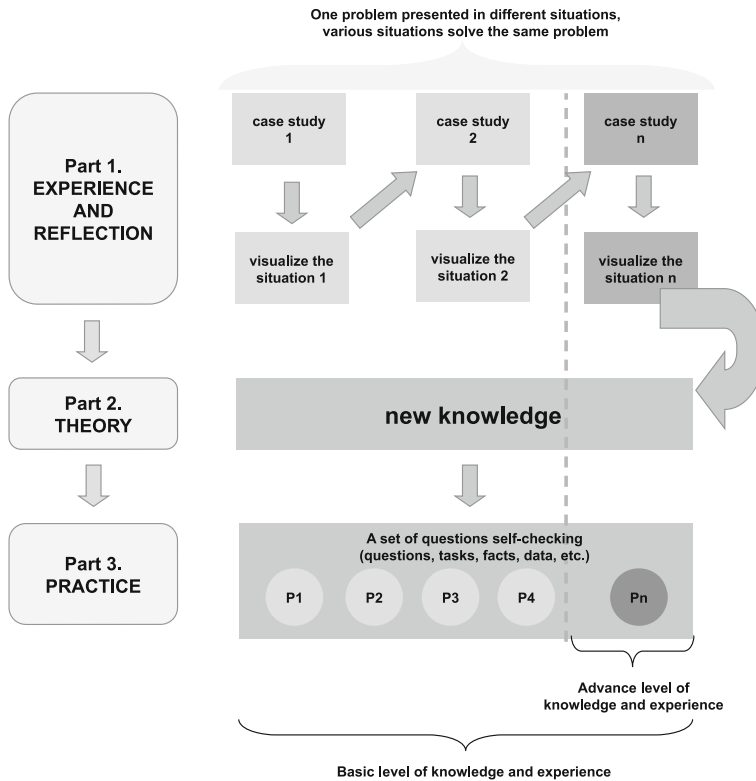 One problem presented in different situations,
various situations solve the same problem
Part 1.
EXPERIENCE
AND
REFLECTION
case study
1
case study
2
case study
n
visualize the
situation 1
visualize the
situation 2
visualize the
situation n
Part 2.
THEORY
new knowledge
Part 3.
PRACTICE
A set of questions self-checking
(questions, tasks, facts, data, etc.)
P1
P2
P3
P4
Pn
Advance level of
knowledge and experience
Basic level of knowledge and experience